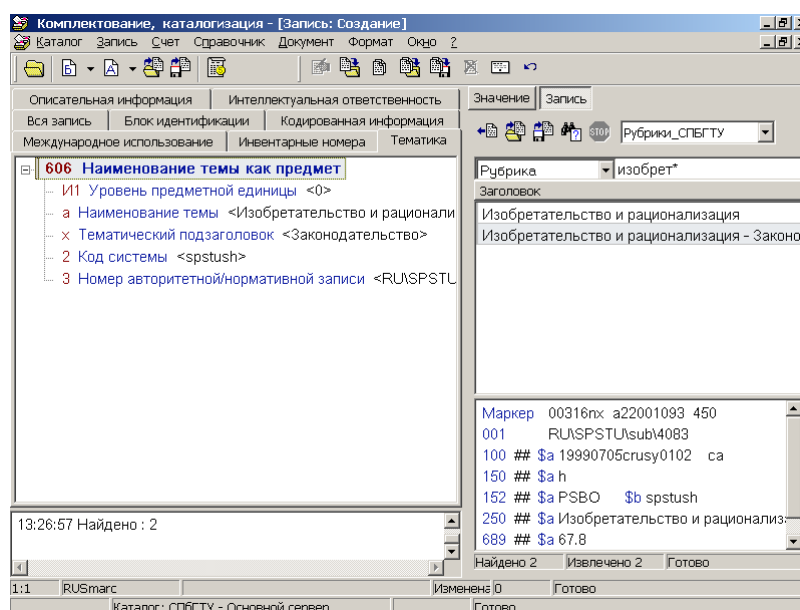 Комплектование, каталогизация - [Запись: Создание]
Каталог Запись Счет Справочник Документ Формат Окно ?
Описательная информация Интеллектуальная ответственность
Вся запись Блок идентификации Кодированная информация
Международное использование Инвентарные номера Тематика
606 Наименование темы как предмет
И1 Уровень предметной единицы <0>
a Наименование темы <Изобретательство и рационали
x Тематический подзаголовок <Законодательство>
2 Код системы <spstush>
3 Номер авторитетной/нормативной записи <RU\SPSTU
13:26:57 Найдено : 2
Значение Запись
STOP Рубрики_СПБГТУ
Рубрика изобрет*
Заголовок
Изобретательство и рационализация
Изобретательство и рационализация - Законо
Маркер 00316nx a22001093 450
001 RU\SPSTU\sub\4083
100 ## $a 19990705crusy0102 ca
150 ## $a h
152 ## $a PSBO $b spstush
250 ## $a Изобретательство и рационализ
689 ## $a 67.8
Найдено 2 Извлечено 2 Готово
1:1 RUSmarc Изменена 0 Готово
Каталог: СПбГТУ - Основной сервер Готово